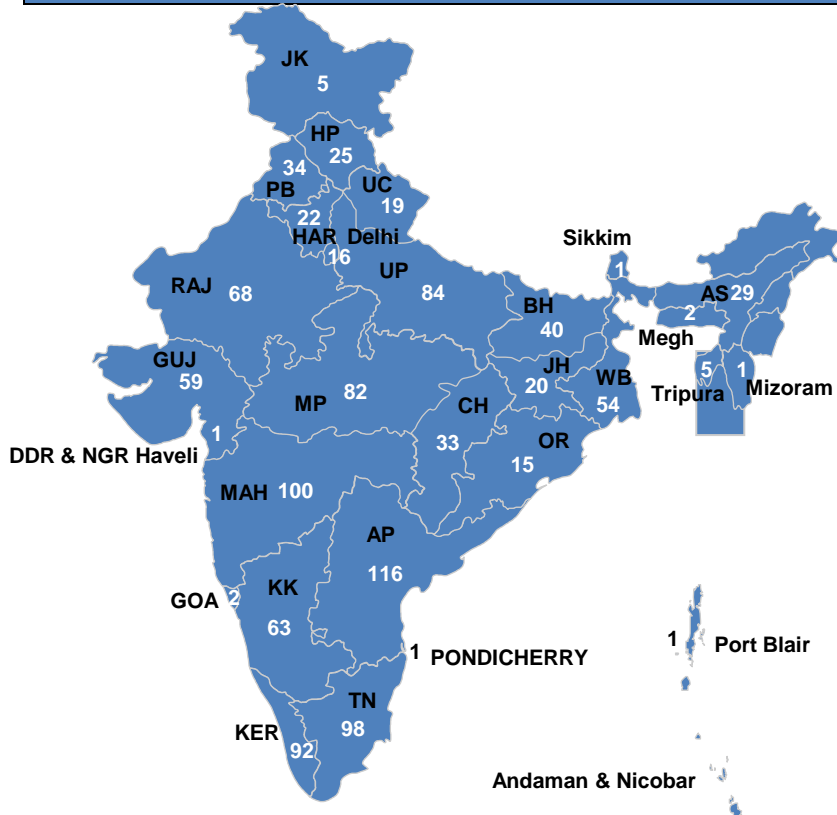 JK
5
HP
25
34
PB
UC
19
22
HAR Delhi
16
Sikkim
1
RAJ
68
UP
84
AS 29
2
BH
40
Megh
GUJ
59
MP
82
JH
20
WB
54
5
1
Tripura
Mizoram
CH
33
OR
15
1
DDR & NGR Haveli
MAH 100
AP
116
KK
63
GOA 2
1 PONDICHERRY
1 Port Blair
TN
98
KER
92
Andaman & Nicobar